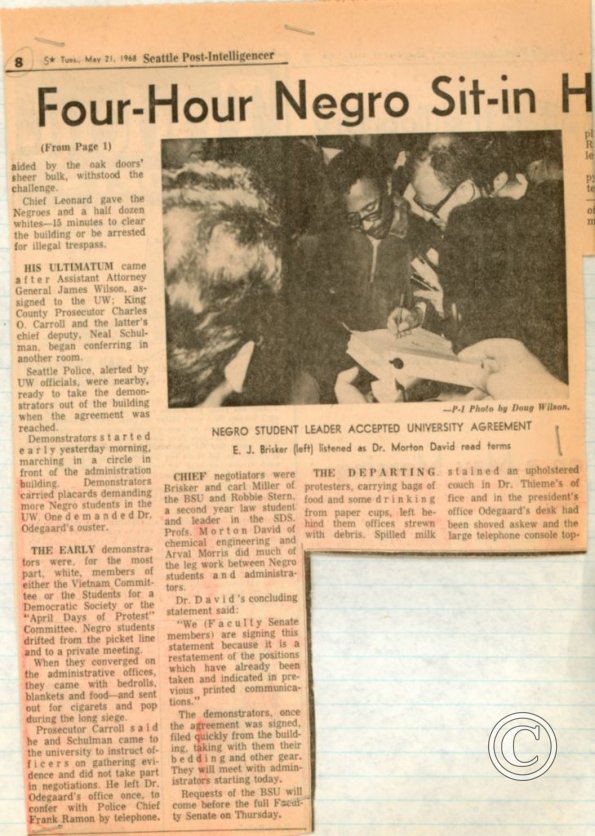 8 S★ Tues., May 21, 1968 Seattle Post-Intelligencer
Four-Hour Negro Sit-in H
(From Page 1)
aided by the oak doors'
sheer bulk, withstood the
challenge.
Chief Leonard gave the
Negroes and a half dozen
whites—15 minutes to clear
the building or be arrested
for illegal trespass.
HIS ULTIMATUM came
after Assistant Attorney
General James Wilson, as-
signed to the UW; King
County Prosecutor Charles
O. Carroll and the latter's
chief deputy, Neal Schul-
man, began conferring in
another room.
Seattle Police, alerted by
UW officials, were nearby,
ready to take the demon-
strators out of the building
when the agreement was
reached.
Demonstrators started
early yesterday morning,
marching in a circle in
front of the administration
building. Demonstrators
carried placards demanding
more Negro students in the
UW. One demanded Dr.
Odegaard's ouster.
THE EARLY demonstra-
tors were, for the most
part, white, members of
either the Vietnam Commit-
tee or the Students for a
Democratic Society or the
"April Days of Protest"
Committee. Negro students
drifted from the picket line
and to a private meeting.
When they converged on
the administrative offices,
they came with bedrolls,
blankets and food—and sent
out for cigarets and pop
during the long siege.
Prosecutor Carroll said
he and Schulman came to
the university to instruct of-
ficers on gathering evi-
dence and did not take part
in negotiations. He left Dr.
Odegaard's office once, to
confer with Police Chief
Frank Ramon by telephone.
—P-I Photo by Doug Wilson.
NEGRO STUDENT LEADER ACCEPTED UNIVERSITY AGREEMENT
E. J. Brisker (left) listened as Dr. Morton David read terms
CHIEF negotiators were
Brisker and carl Miller of
the BSU and Robbie Stern,
a second year law student
and leader in the SDS.
Profs. Morton David of
chemical engineering and
Arval Morris did much of
the leg work between Negro
students and administra-
tors.
Dr. David's concluding
statement said:
"We (Faculty Senate
members) are signing this
statement because it is a
restatement of the positions
which have already been
taken and indicated in pre-
vious printed communica-
tions."
The demonstrators, once
the agreement was signed,
filed quickly from the build-
ing, taking with them their
bedding and other gear.
They will meet with admin-
istrators starting today.
Requests of the BSU will
come before the full Facul-
ty Senate on Thursday.
THE DEPARTING
protesters, carrying bags of
food and some drinking
from paper cups, left be-
hind them offices strewn
with debris. Spilled milk
stained an upholstered
couch in Dr. Thieme's of
fice and in the president's
office Odegaard's desk had
been shoved askew and the
large telephone console top-
pl
R
le
te
of
m
©